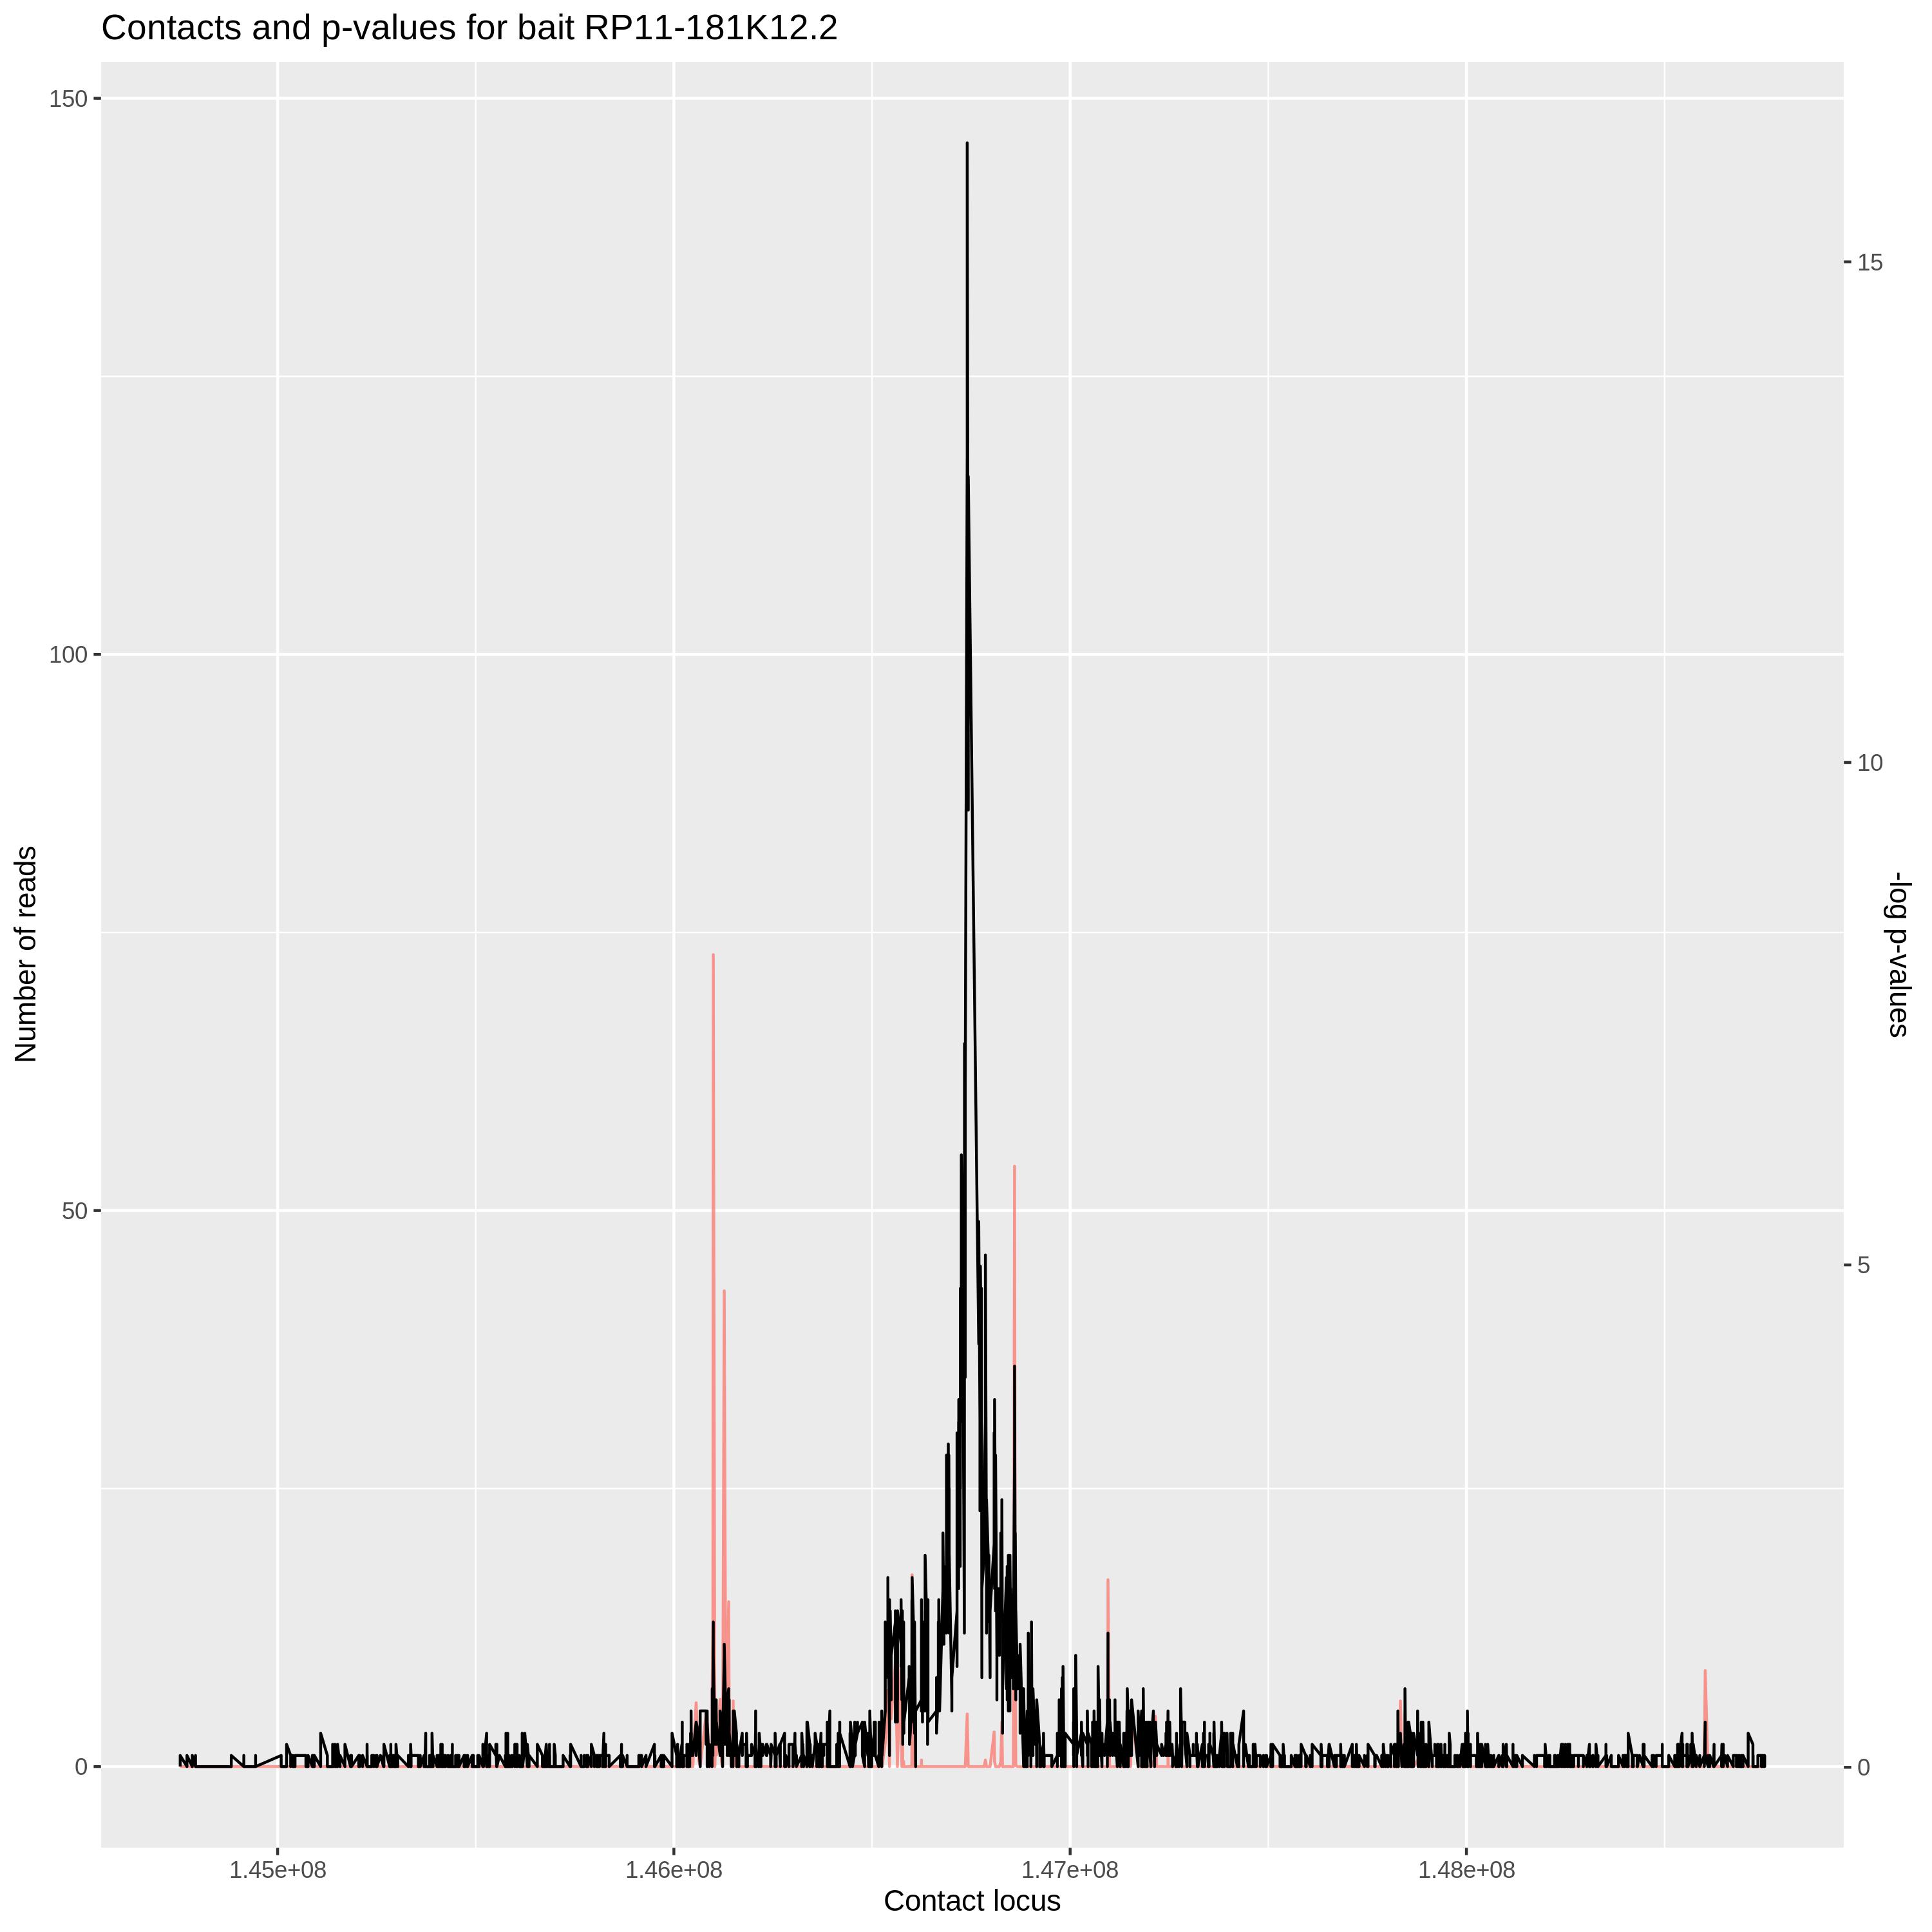 Contacts and p-values for bait RP11-181K12.2
150
100
50
0
Number of reads
15
10
5
0
-log p-values
1.45e+08
1.46e+08
1.47e+08
1.48e+08
Contact locus